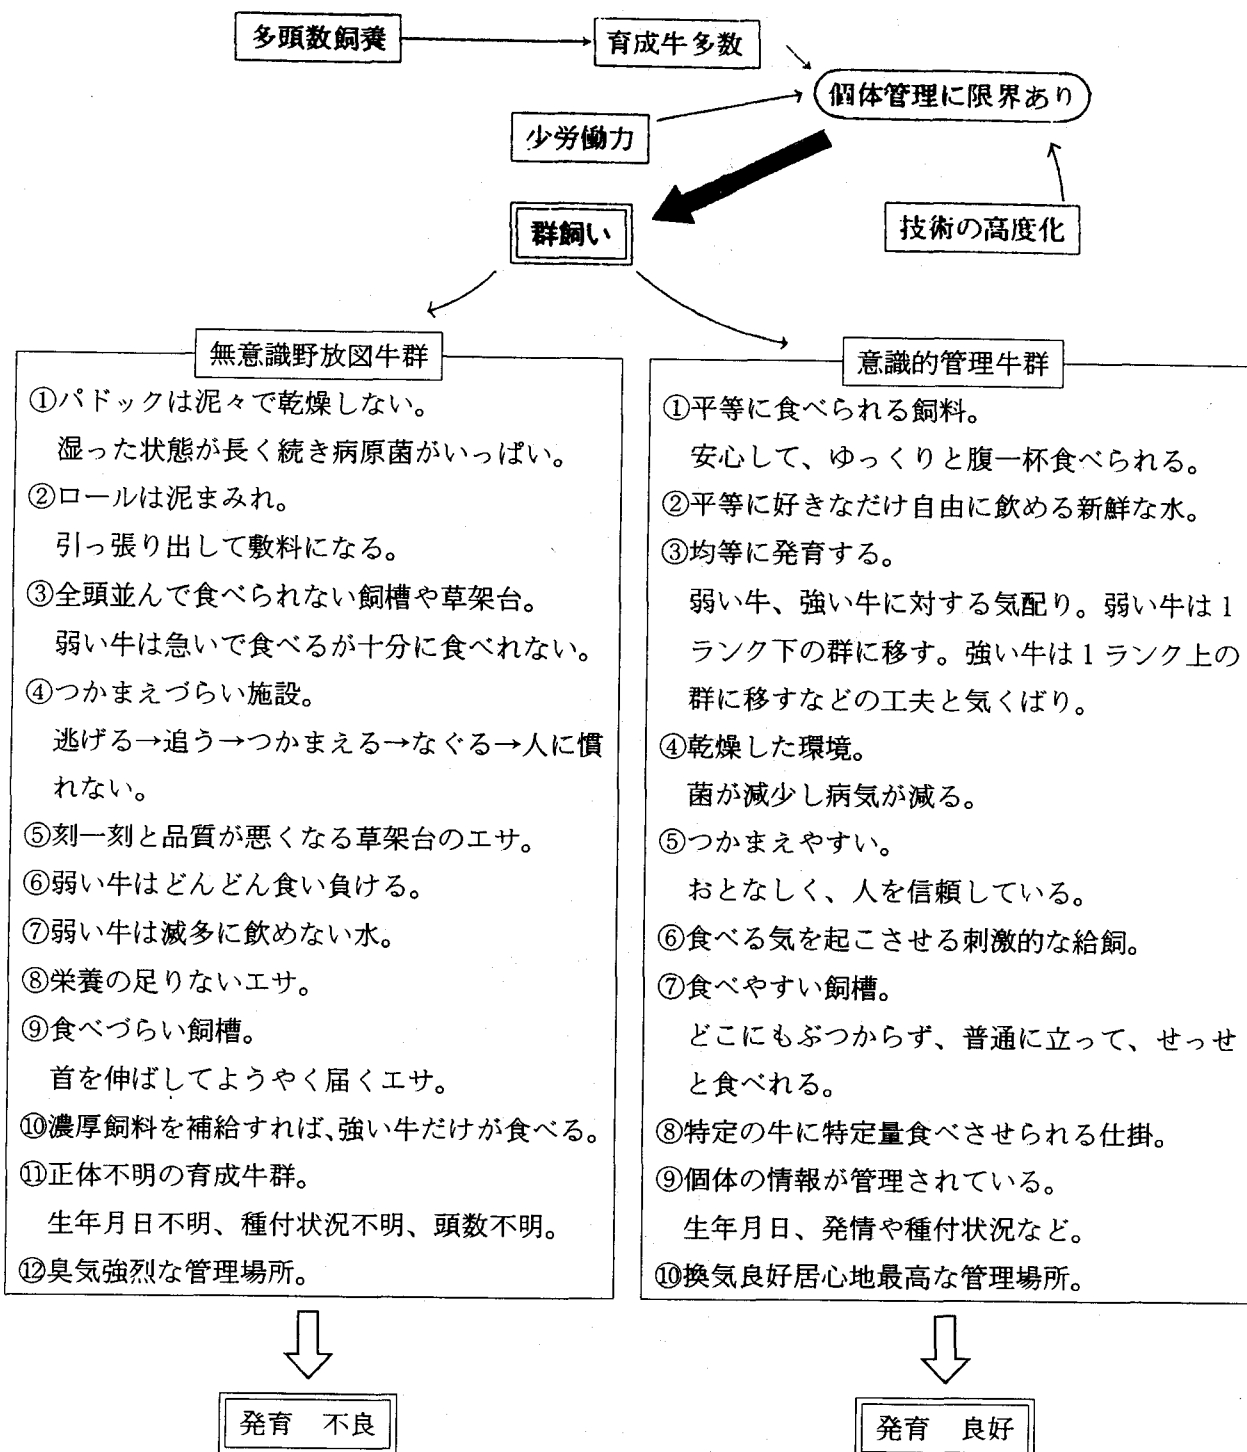 多頭数飼養
育成牛多数
個体管理に限界あり
少労働力
技術の高度化
群飼い
無意識野放図牛群
①パドックは泥々で乾燥しない。
湿った状態が長く続き病原菌がいっぱい。
②ロールは泥まみれ。
引っ張り出して敷料になる。
③全頭並んで食べられない飼槽や草架台。
弱い牛は急いで食べるが十分に食べれない。
④つかまえづらい施設。
逃げる→追う→つかまえる→なぐる→人に慣
れない。
⑤刻一刻と品質が悪くなる草架台のエサ。
⑥弱い牛はどんどん食い負ける。
⑦弱い牛は滅多に飲めない水。
⑧栄養の足りないエサ。
⑨食べづらい飼槽。
首を伸ばしてようやく届くエサ。
⑩濃厚飼料を補給すれば、強い牛だけが食べる。
⑪正体不明の育成牛群。
生年月日不明、種付状況不明、頭数不明。
⑫臭気強烈な管理場所。
発育 不良
意識的管理牛群
①平等に食べられる飼料。
安心して、ゆっくりと腹一杯食べられる。
②平等に好きなだけ自由に飲める新鮮な水。
③均等に発育する。
弱い牛、強い牛に対する気配り。弱い牛は1
ランク下の群に移す。強い牛は1ランク上の
群に移すなどの工夫と気くばり。
④乾燥した環境。
菌が減少し病気が減る。
⑤つかまえやすい。
おとなしく、人を信頼している。
⑥食べる気を起こさせる刺激的な給飼。
⑦食べやすい飼槽。
どこにもぶつからず、普通に立って、せっせ
と食べれる。
⑧特定の牛に特定量食べさせられる仕掛。
⑨個体の情報が管理されている。
生年月日、発情や種付状況など。
⑩換気良好居心地最高な管理場所。
発育 良好